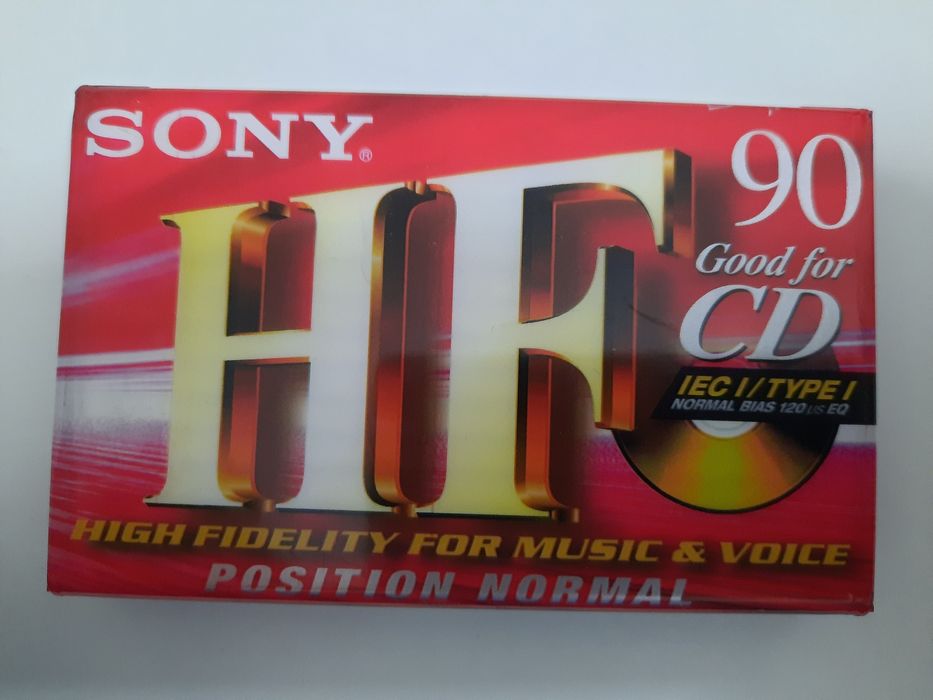 SONY®
HF
90
Good for
CD
IEC I/TYPE I
NORMAL BIAS 120 µs EQ
HIGH FIDELITY FOR MUSIC & VOICE
POSITION NORMAL